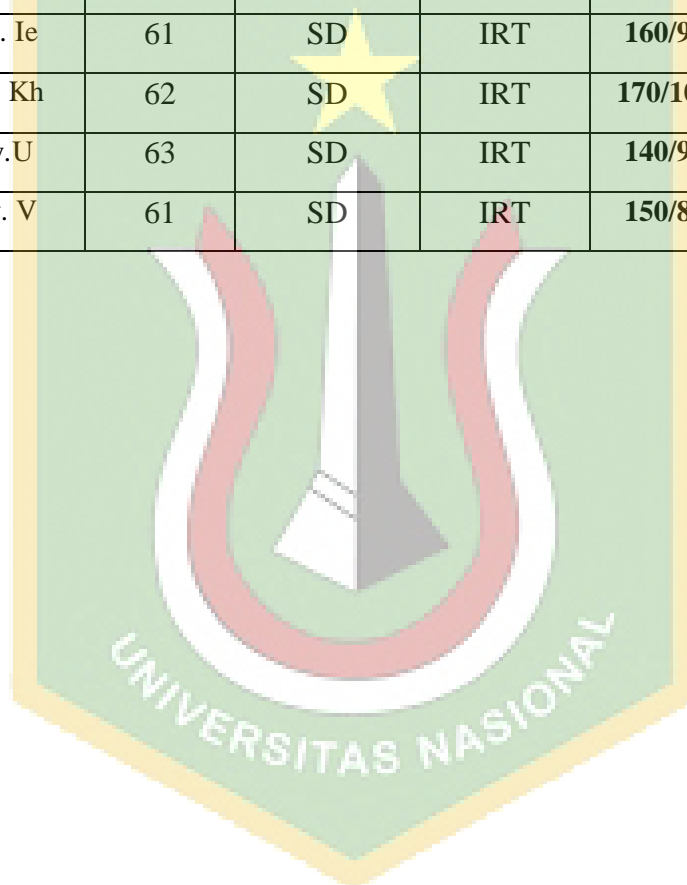 . Ie 61 SD IRT 160/9
Kh 62 SD IRT 170/10
.U 63 SD IRT 140/9
. V 61 SD IRT 150/8
UNIVERSITAS NASIONAL